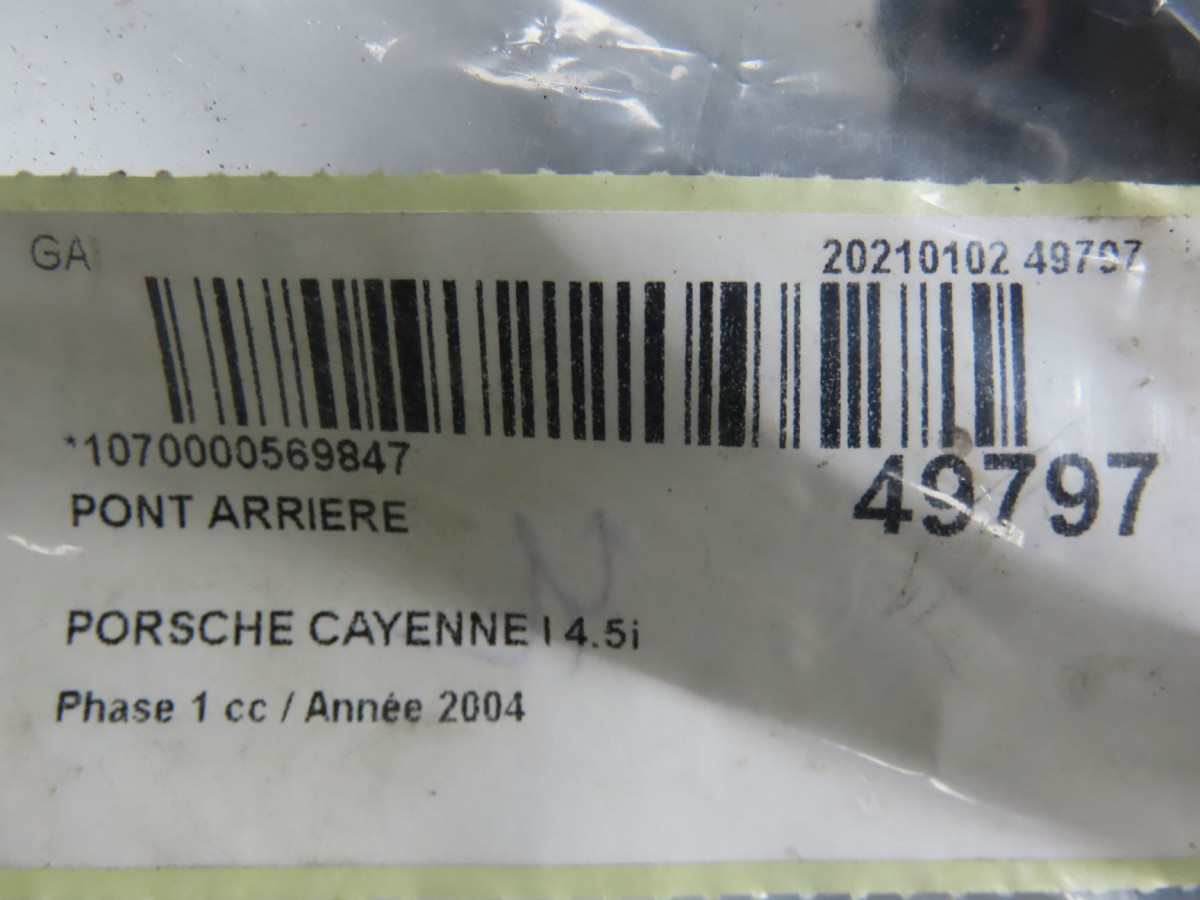 GA
20210102 49797
*1070000569847
49797
PONT ARRIERE
PORSCHE CAYENNE I 4.5i
Phase 1 cc / Année 2004